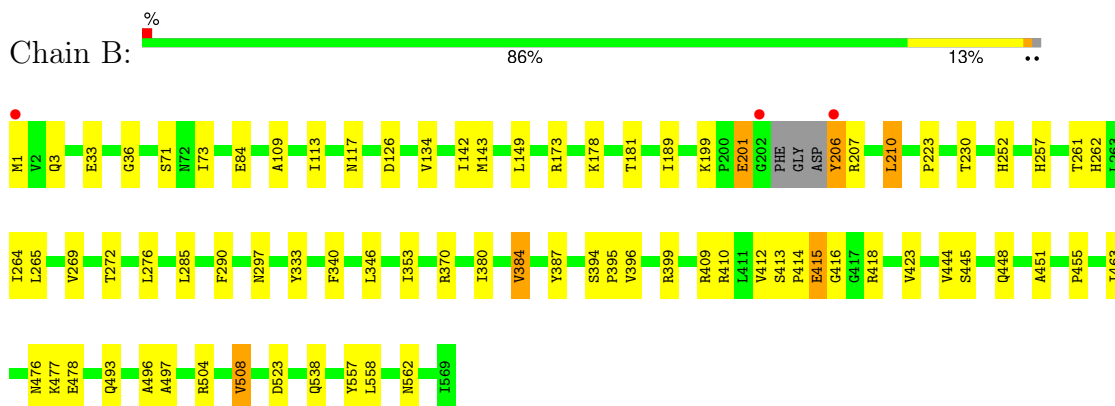 %
Chain B:
86% 13% ••
M1 V2 Q3 E33 G36 S71 N72 I73 E84 A109 I113 N117 D126 V134 I142 M143 L149 R173 K178 T181 I189 K199 P200 E201 G202 PHE GLY ASP Y206 R207 L210 P223 T230 H252 H257 T261 H262 L263
I264 L265 V269 T272 L276 L285 F290 N297 Y333 F340 L346 I353 R370 I380 V384 Y387 S394 P395 V396 R399 R409 R410 L411 V412 S413 P414 E415 G416 G417 R418 V423 V444 S445 Q448 A451 P455 I463
N476 K477 E478 Q493 A496 A497 R504 V508 D523 Q538 Y557 L558 N562 I569